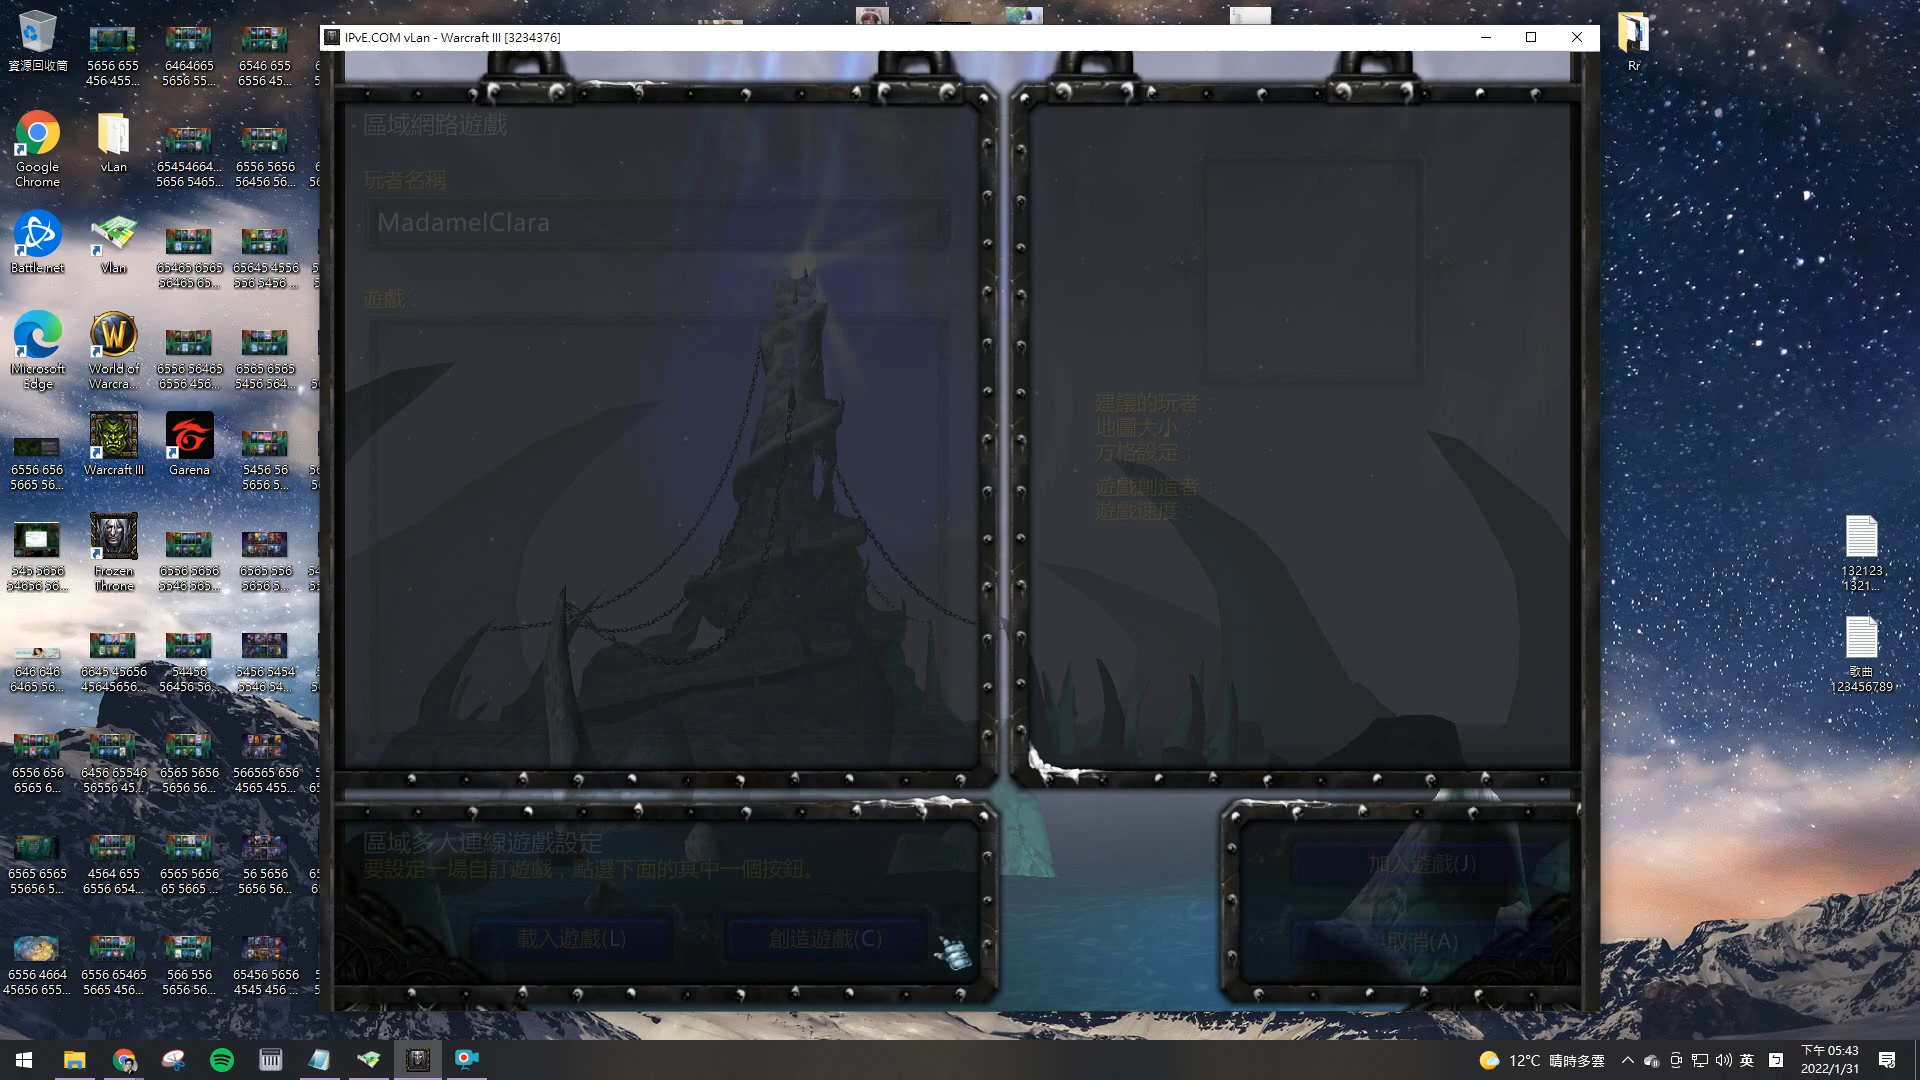 IPvE.COM vLan - Warcraft III [3234376]
區域網路遊戲
玩者名稱
MadamelClara
遊戲 :
建議的玩者 :
地圖大小 :
方格設定 :
遊戲創造者 :
遊戲速度 :
區域多人連線遊戲設定
要設定一場自訂遊戲，點選下面的其中一個按鈕。
載入遊戲(L)
創造遊戲(C)
加入遊戲(J)
取消(A)
資源回收筒
5656 655
456 455...
6464665
5656 55...
6546 655
6556 45...
Google
Chrome
vLan
65454664...
5656 5465...
6556 5656
56456 56...
Battle.net
Vlan
65465 6565
56465 65...
65645 4556
556 5456 ...
Microsoft
Edge
World of
Warcra...
6556 56465
6556 456...
6565 6565
5456 564...
6556 656
5665 56...
Warcraft III
Garena
5456 56
5656 5...
545 5656
54656 56...
Frozen
Throne
6556 5656
5546 565...
6565 556
5656 5...
646 646
6465 56...
6645 45656
45645656...
54456
56456 56...
5456 5454
5546 54...
6556 656
6565 6...
6456 65546
56556 45...
6565 5656
5656 56...
566565 656
4565 455...
6565 6565
55656 5...
4564 655
6556 654...
6565 5656
65 5665 ...
56 5656
5656 56...
6556 4664
45656 655...
6556 65465
5665 456...
566 556
5656 56...
65456 5656
4545 456 ...
Rr
132123
1321...
歌曲
123456789
12°C 晴時多雲
英
下午 05:43
2022/1/31